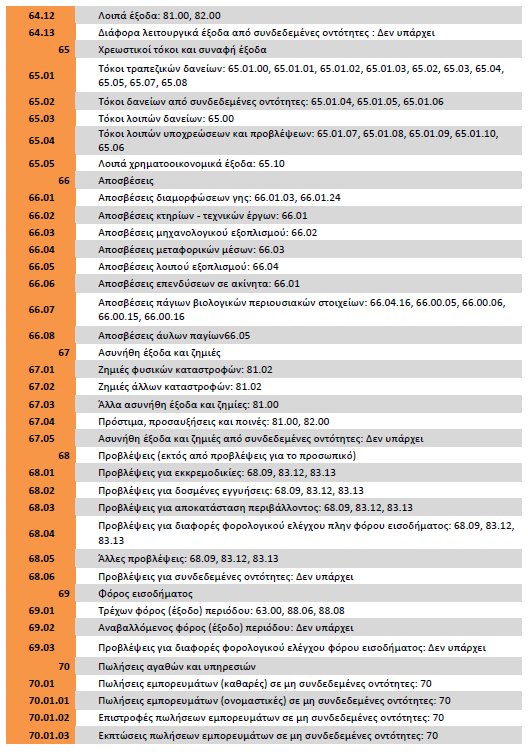 64.12 Λοιπά έξοδα: 81.00, 82.00
64.13 Διάφορα λειτουργικά έξοδα από συνδεδεμένες οντότητες : Δεν υπάρχει
65 Χρεωστικοί τόκοι και συναφή έξοδα
65.01 Τόκοι τραπεζικών δανείων: 65.01.00, 65.01.01, 65.01.02, 65.01.03, 65.02, 65.03, 65.04,
65.05, 65.07, 65.08
65.02 Τόκοι δανείων από συνδεδεμένες οντότητες: 65.01.04, 65.01.05, 65.01.06
65.03 Τόκοι λοιπών δανείων: 65.00
65.04 Τόκοι λοιπών υποχρεώσεων και προβλέψεων: 65.01.07, 65.01.08, 65.01.09, 65.01.10,
65.06
65.05 Λοιπά χρηματοοικονομικά έξοδα: 65.10
66 Αποσβέσεις
66.01 Αποσβέσεις διαμορφώσεων γης: 66.01.03, 66.01.24
66.02 Αποσβέσεις κτηρίων - τεχνικών έργων: 66.01
66.03 Αποσβέσεις μηχανολογικού εξοπλισμού: 66.02
66.04 Αποσβέσεις μεταφορικών μέσων: 66.03
66.05 Αποσβέσεις λοιπού εξοπλισμού: 66.04
66.06 Αποσβέσεις επενδύσεων σε ακίνητα: 66.01
66.07 Αποσβέσεις πάγιων βιολογικών περιουσιακών στοιχείων: 66.04.16, 66.00.05, 66.00.06,
66.00.15, 66.00.16
66.08 Αποσβέσεις άυλων παγίων66.05
67 Ασυνήθη έξοδα και ζημιές
67.01 Ζημιές φυσικών καταστροφών: 81.02
67.02 Ζημιές άλλων καταστροφών: 81.02
67.03 Άλλα ασυνήθη έξοδα και ζημίες: 81.00
67.04 Πρόστιμα, προσαυξήσεις και ποινές: 81.00, 82.00
67.05 Ασυνήθη έξοδα και ζημιές από συνδεδεμένες οντότητες: Δεν υπάρχει
68 Προβλέψεις (εκτός από προβλέψεις για το προσωπικό)
68.01 Προβλέψεις για εκκρεμοδικίες: 68.09, 83.12, 83.13
68.02 Προβλέψεις για δοσμένες εγγυήσεις: 68.09, 83.12, 83.13
68.03 Προβλέψεις για αποκατάσταση περιβάλλοντος: 68.09, 83.12, 83.13
68.04 Προβλέψεις για διαφορές φορολογικού ελέγχου πλην φόρου εισοδήματος: 68.09, 83.12,
83.13
68.05 Άλλες προβλέψεις: 68.09, 83.12, 83.13
68.06 Προβλέψεις για συνδεδεμένες οντότητες: Δεν υπάρχει
69 Φόρος εισοδήματος
69.01 Τρέχων φόρος (έξοδο) περιόδου: 63.00, 88.06, 88.08
69.02 Αναβαλλόμενος φόρος (έξοδο) περιόδου: Δεν υπάρχει
69.03 Προβλέψεις για διαφορές φορολογικού ελέγχου φόρου εισοδήματος: Δεν υπάρχει
70 Πωλήσεις αγαθών και υπηρεσιών
70.01 Πωλήσεις εμπορευμάτων (καθαρές) σε μη συνδεδεμένες οντότητες: 70
70.01.01 Πωλήσεις εμπορευμάτων (ονομαστικές) σε μη συνδεδεμένες οντότητες: 70
70.01.02 Επιστροφές πωλήσεων εμπορευμάτων σε μη συνδεδεμένες οντότητες: 70
70.01.03 Εκπτώσεις πωλήσεων εμπορευμάτων σε μη συνδεδεμένες οντότητες: 70